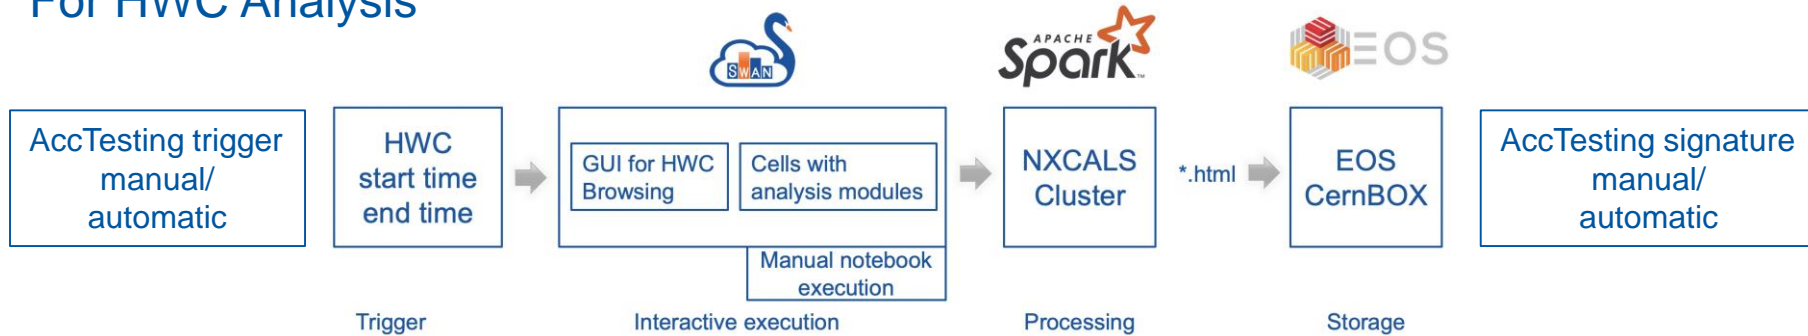 For HWC Analysis
SWAN
APACHE
Spark™
EOS
AccTesting trigger
manual/
automatic
HWC
start time
end time
GUI for HWC
Browsing
Cells with
analysis modules
Manual notebook
execution
NXCALS
Cluster
*.html
EOS
CernBOX
AccTesting signature
manual/
automatic
Trigger
Interactive execution
Processing
Storage